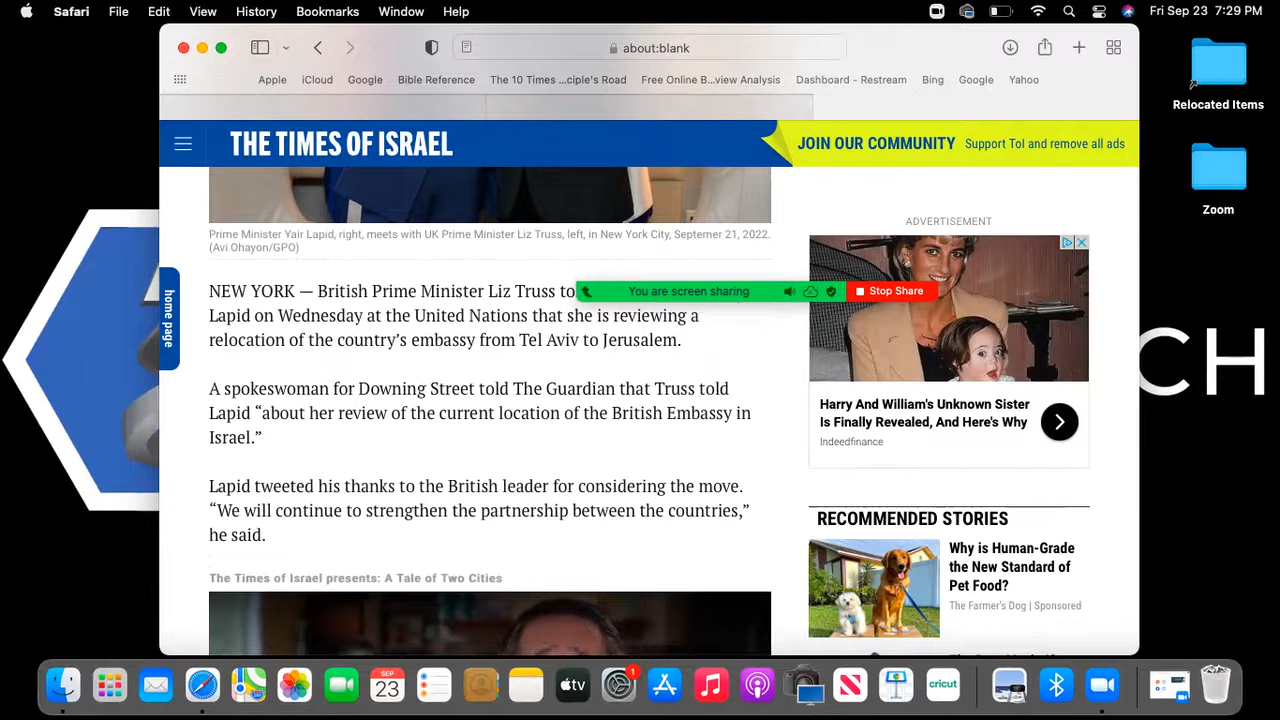 Safari File Edit View History Bookmarks Window Help
Fri Sep 23 7:29 PM
about:blank
Apple iCloud Google Bible Reference The 10 Times ...ciple's Road Free Online B...view Analysis Dashboard - Restream Bing Google Yahoo
Relocated Items
Zoom
THE TIMES OF ISRAEL
JOIN OUR COMMUNITY Support ToI and remove all ads
home page
Prime Minister Yair Lapid, right, meets with UK Prime Minister Liz Truss, left, in New York City, Septemer 21, 2022.
(Avi Ohayon/GPO)
NEW YORK — British Prime Minister Liz Truss to
You are screen sharing
Stop Share
Lapid on Wednesday at the United Nations that she is reviewing a
relocation of the country's embassy from Tel Aviv to Jerusalem.
A spokeswoman for Downing Street told The Guardian that Truss told
Lapid “about her review of the current location of the British Embassy in
Israel.”
Lapid tweeted his thanks to the British leader for considering the move.
“We will continue to strengthen the partnership between the countries,”
he said.
The Times of Israel presents: A Tale of Two Cities
ADVERTISEMENT
Harry And William's Unknown Sister
Is Finally Revealed, And Here's Why
Indeedfinance
RECOMMENDED STORIES
Why is Human-Grade
the New Standard of
Pet Food?
The Farmer's Dog | Sponsored
CH
SEP
23
tv
1
cricut